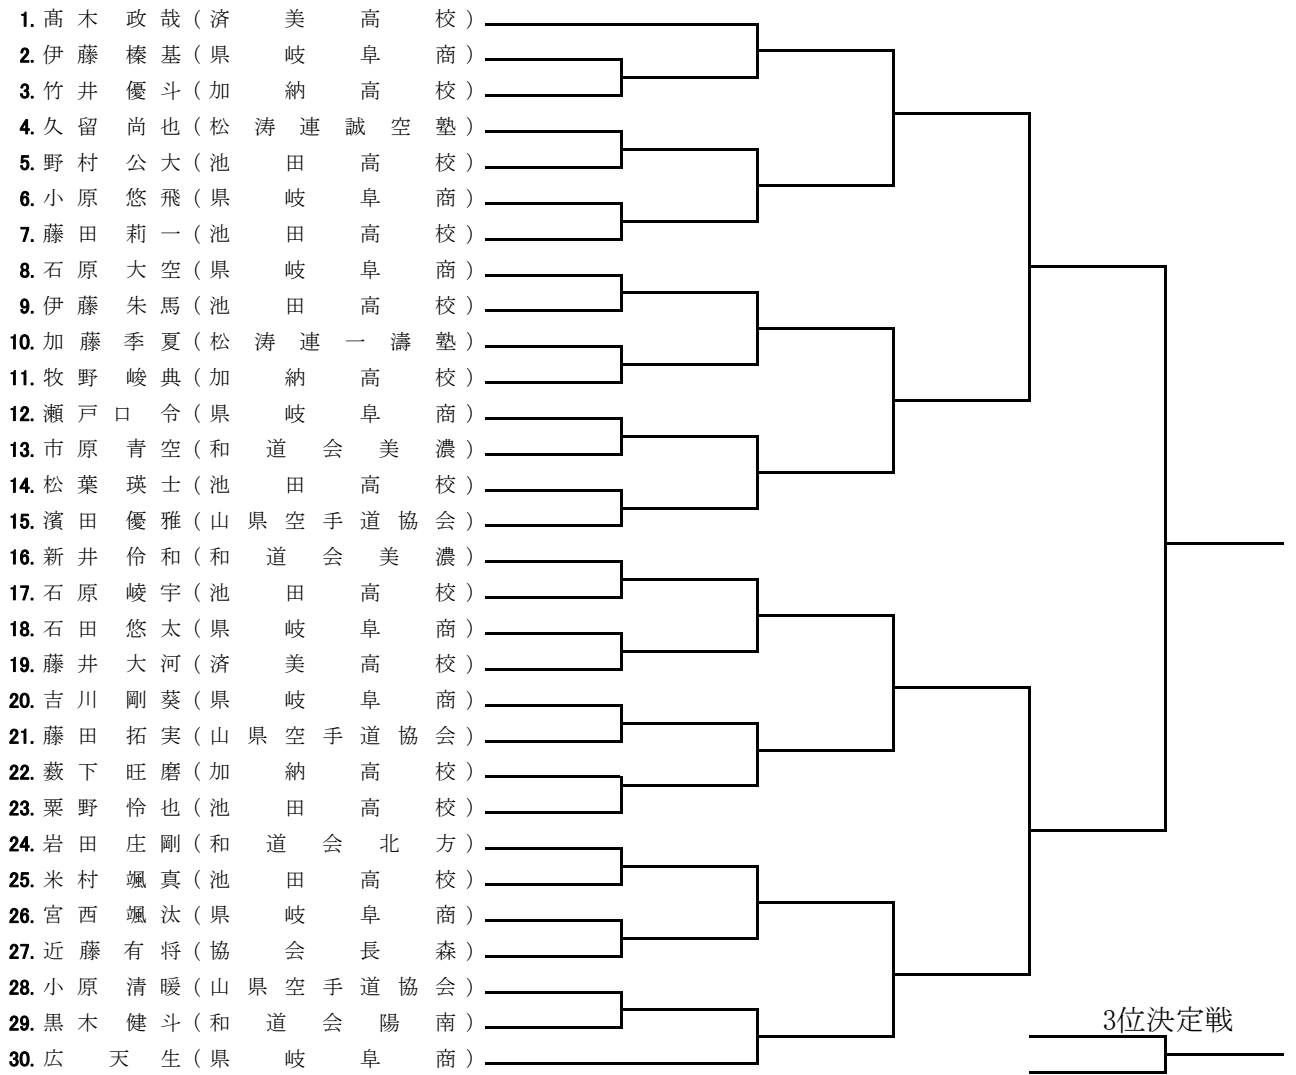 1. 髙木 政哉(済美高校)
2. 伊藤 榛基(県岐阜商)
3. 竹井 優斗(加納高校)
4. 久留 尚也(松涛連誠空塾)
5. 野村 公大(池田高校)
6. 小原 悠飛(県岐阜商)
7. 藤田 莉一(池田高校)
8. 石原 大空(県岐阜商)
9. 伊藤 朱馬(池田高校)
10. 加藤 季夏(松涛連一濤塾)
11. 牧野 峻典(加納高校)
12. 瀬戸口 令(県岐阜商)
13. 市原 青空(和道会美濃)
14. 松葉 瑛士(池田高校)
15. 濱田 優雅(山県空手道協会)
16. 新井 伶和(和道会美濃)
17. 石原 崚宇(池田高校)
18. 石田 悠太(県岐阜商)
19. 藤井 大河(済美高校)
20. 吉川 剛葵(県岐阜商)
21. 藤田 拓実(山県空手道協会)
22. 薮下 旺磨(加納高校)
23. 粟野 怜也(池田高校)
24. 岩田 庄剛(和道会北方)
25. 米村 颯真(池田高校)
26. 宮西 颯汰(県岐阜商)
27. 近藤 有将(協会長森)
28. 小原 清暖(山県空手道協会)
29. 黒木 健斗(和道会陽南)
30. 広 天生(県岐阜商)
3位決定戦